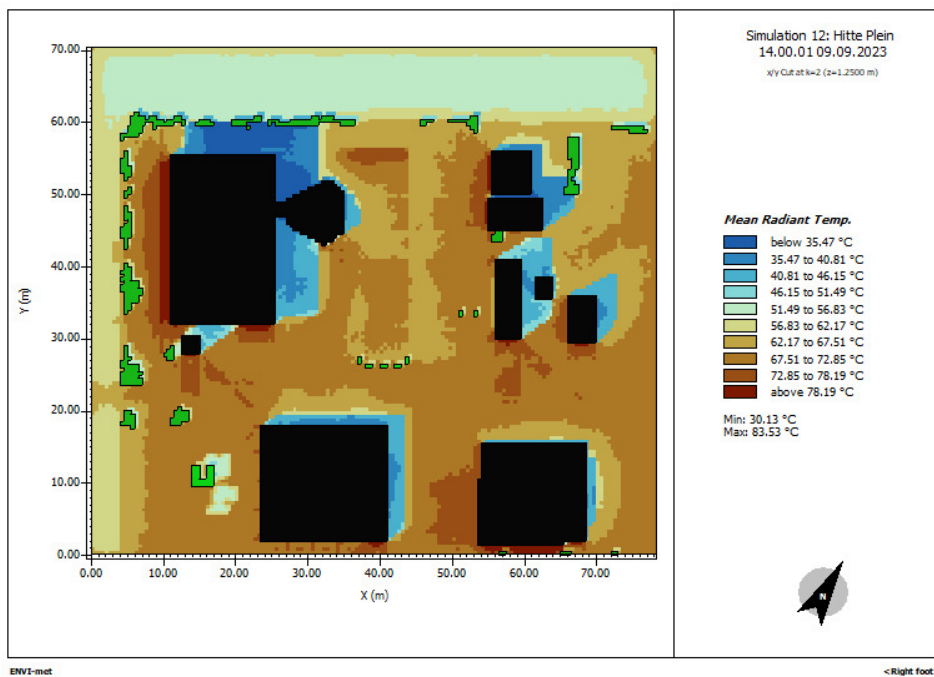 Simulation 12: Hitte Plein
14.00.01 09.09.2023
x/y Cut at k=2 (z=1.2500 m)
70.00
60.00
50.00
40.00
30.00
20.00
10.00
0.00
Y (m)
0.00 10.00 20.00 30.00 40.00 50.00 60.00 70.00
X (m)
Mean Radiant Temp.
below 35.47 °C
35.47 to 40.81 °C
40.81 to 46.15 °C
46.15 to 51.49 °C
51.49 to 56.83 °C
56.83 to 62.17 °C
62.17 to 67.51 °C
67.51 to 72.85 °C
72.85 to 78.19 °C
above 78.19 °C
Min: 30.13 °C
Max: 83.53 °C
N
ENVI-met
<Right foot